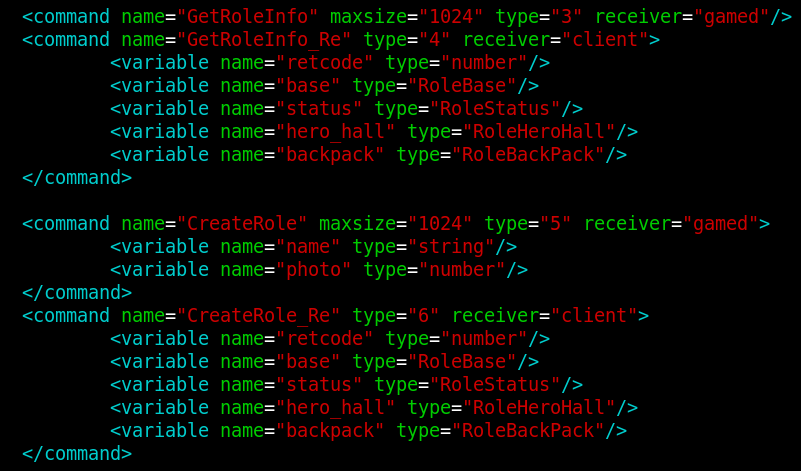 <command name="GetRoleInfo" maxsize="1024" type="3" receiver="gamed"/>
<command name="GetRoleInfo_Re" type="4" receiver="client">
<variable name="retcode" type="number"/>
<variable name="base" type="RoleBase"/>
<variable name="status" type="RoleStatus"/>
<variable name="hero_hall" type="RoleHeroHall"/>
<variable name="backpack" type="RoleBackPack"/>
</command>
<command name="CreateRole" maxsize="1024" type="5" receiver="gamed">
<variable name="name" type="string"/>
<variable name="photo" type="number"/>
</command>
<command name="CreateRole_Re" type="6" receiver="client">
<variable name="retcode" type="number"/>
<variable name="base" type="RoleBase"/>
<variable name="status" type="RoleStatus"/>
<variable name="hero_hall" type="RoleHeroHall"/>
<variable name="backpack" type="RoleBackPack"/>
</command>